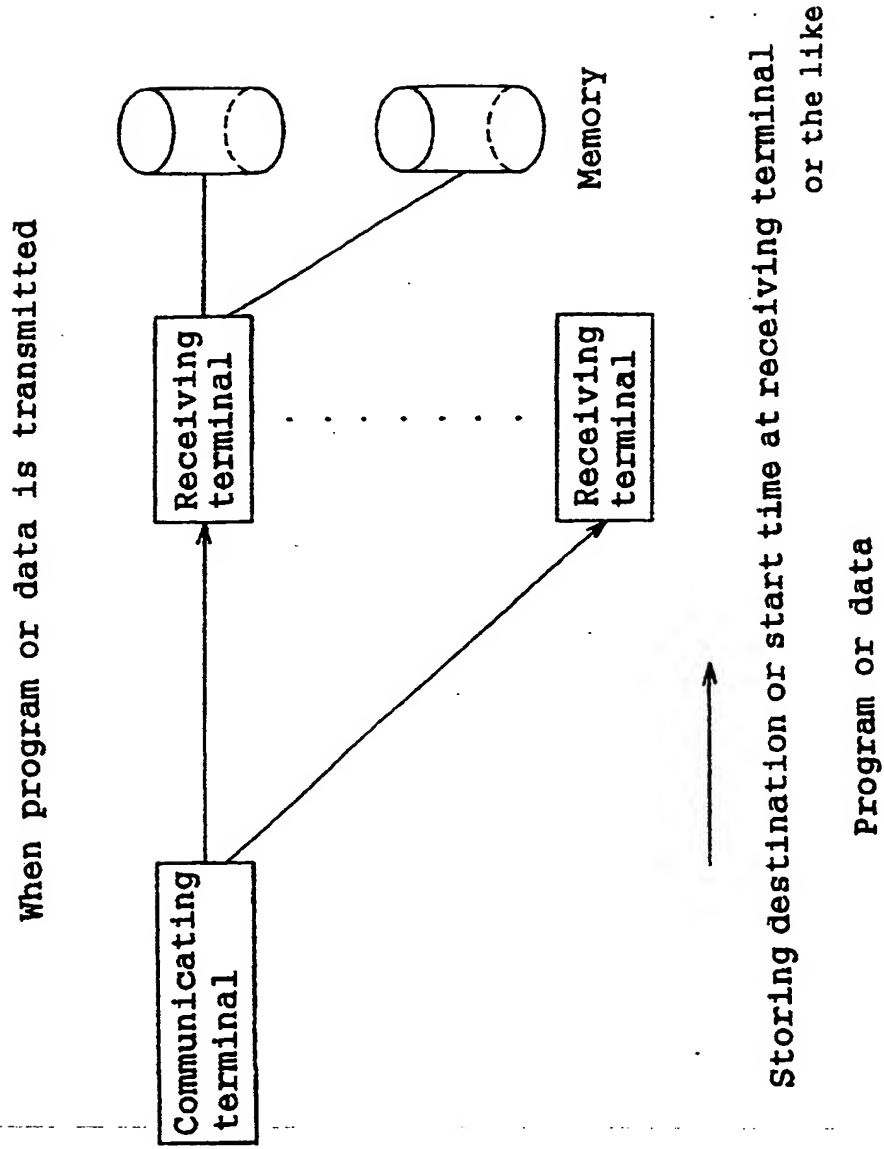 When program or data is transmitted
Communicating
terminal
Receiving
terminal
Receiving
terminal
Memory
Storing destination or start time at receiving terminal
or the like
Program or data